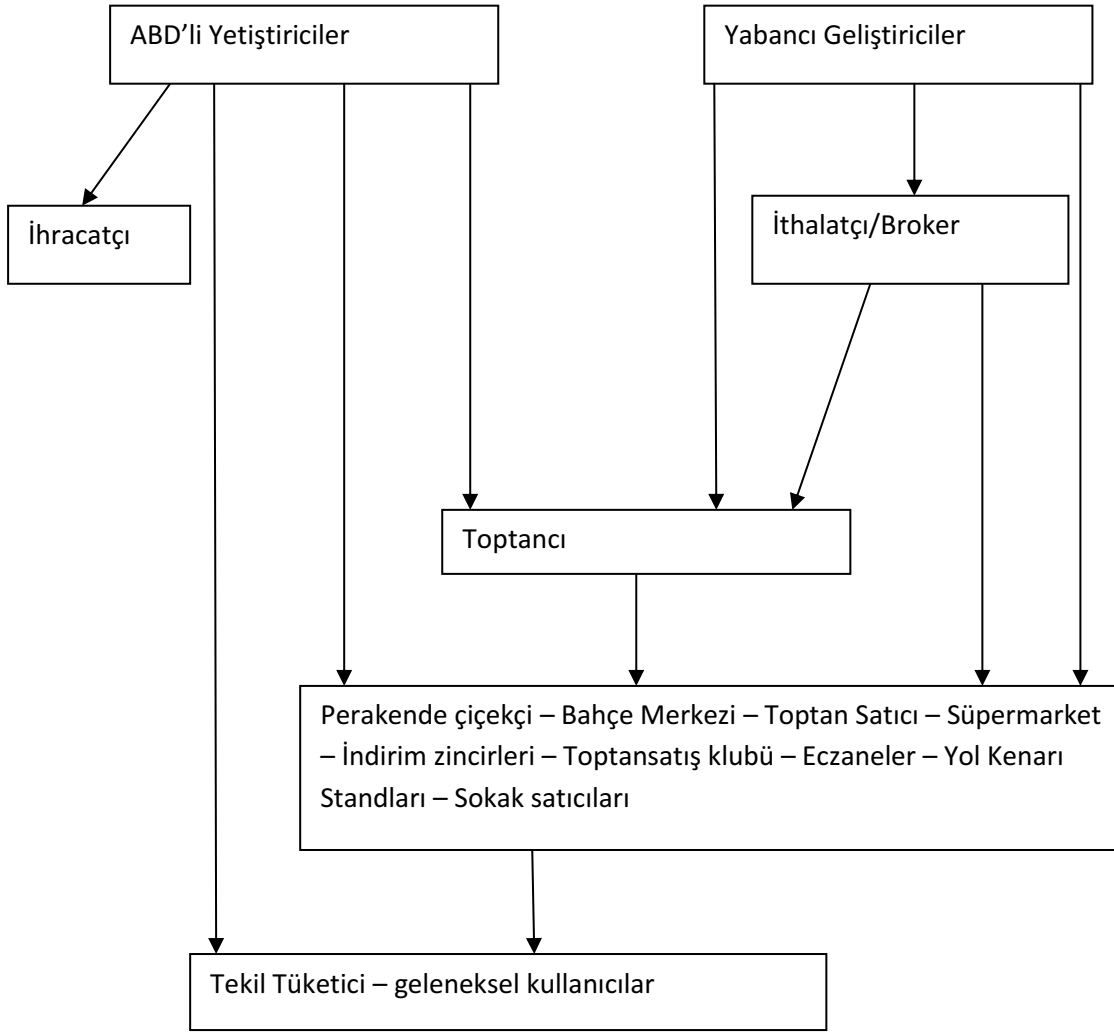 ABD’li Yetiştiriciler
Yabancı Geliştiriciler
İhracatçı
İthalatçı/Broker
Toptancı
Perakende çiçekçi – Bahçe Merkezi – Toptan Satıcı – Süpermarket
– İndirim zincirleri – Toptansatış klubü – Eczaneler – Yol Kenarı
Standları – Sokak satıcıları
Tekil Tüketici – geleneksel kullanıcılar